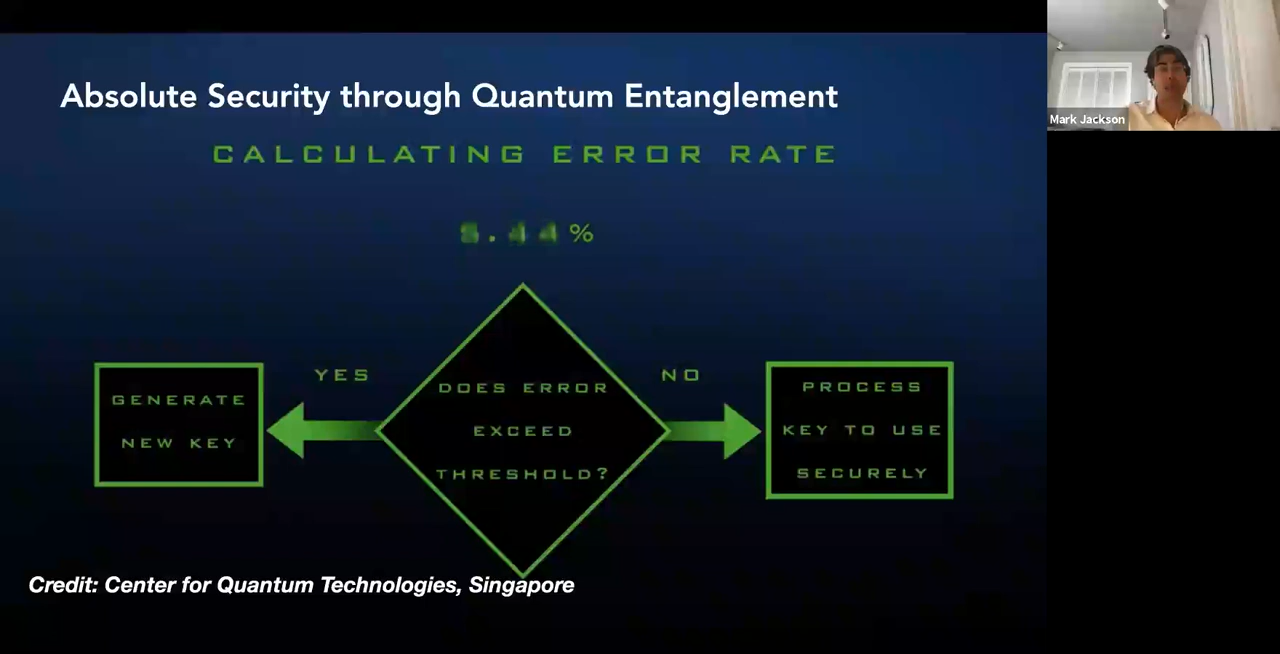 Absolute Security through Quantum Entanglement
Mark Jackson
CALCULATING ERROR RATE
%
YES
NO
GENERATE
NEW KEY
DOES ERROR
EXCEED
THRESHOLD?
PROCESS
KEY TO USE
SECURELY
Credit: Center for Quantum Technologies, Singapore